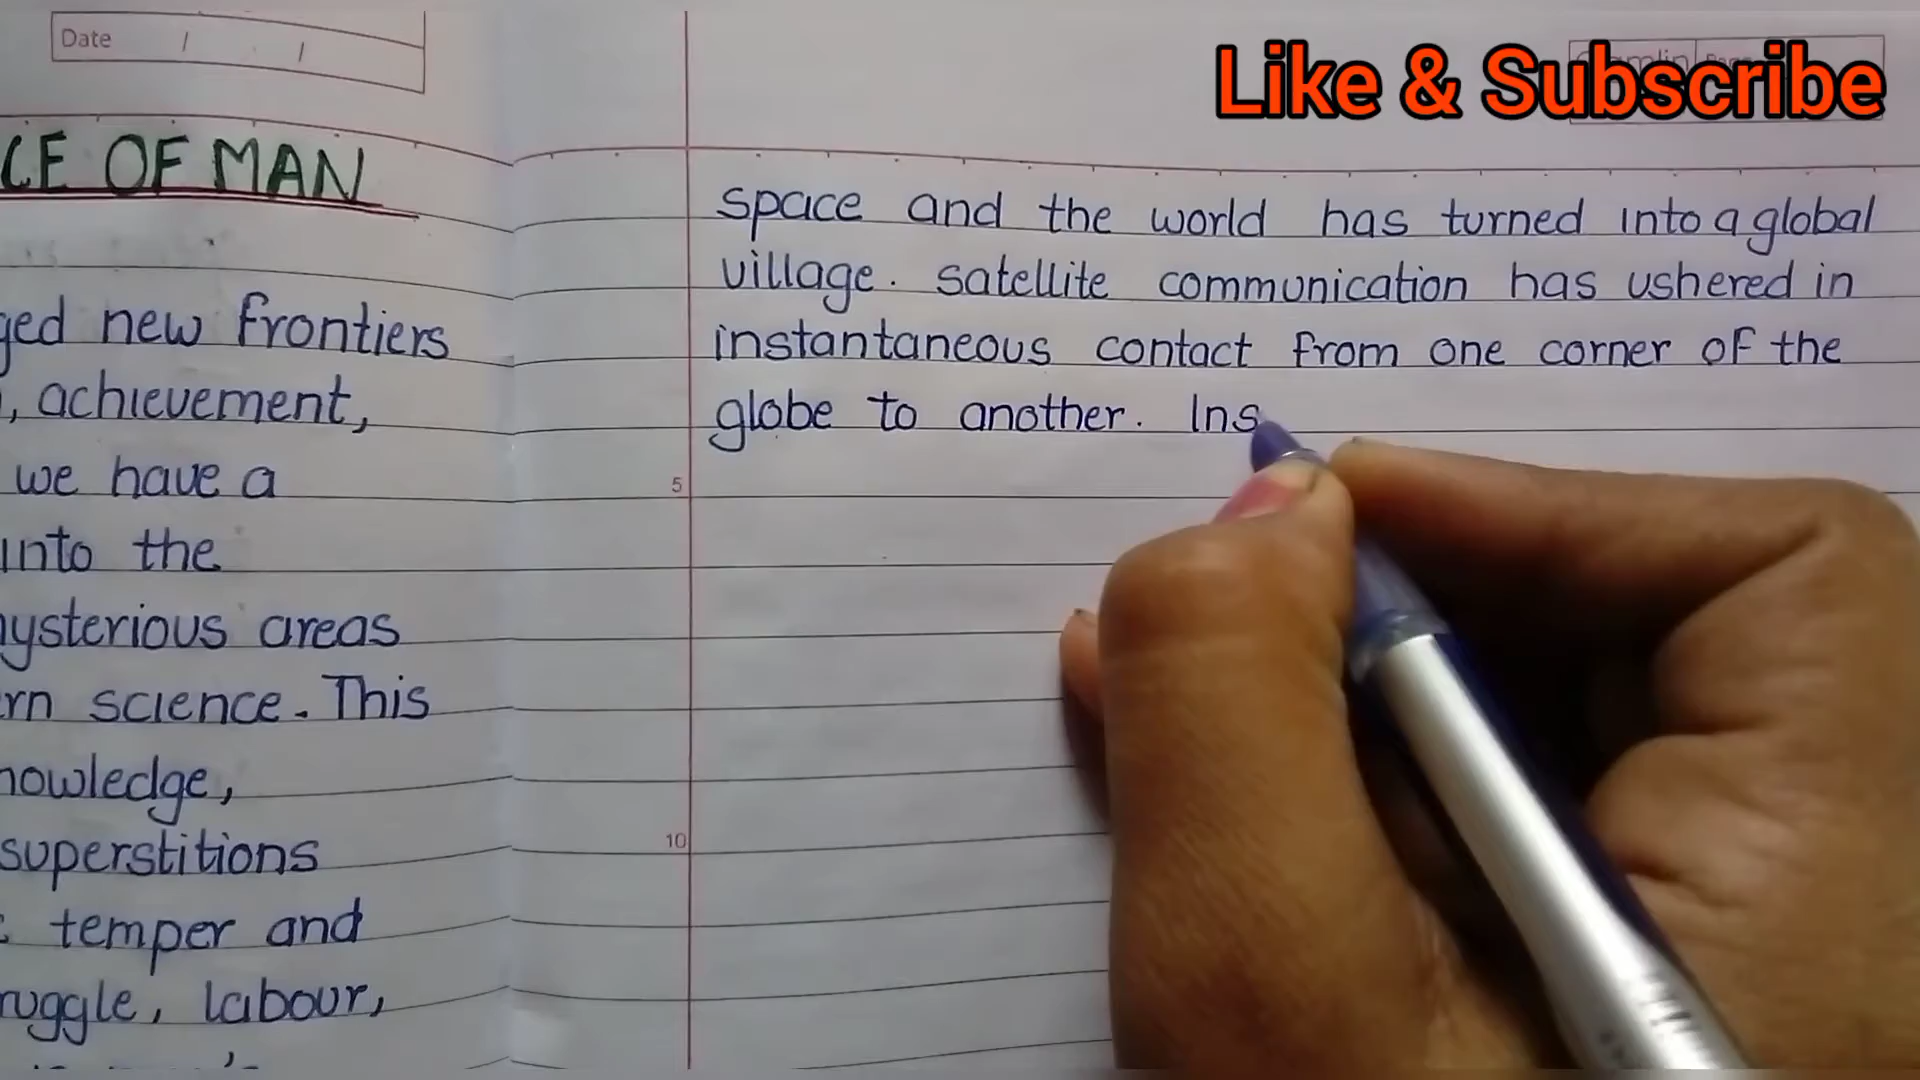 Date / /
Like & Subscribe
CE OF MAN
ged new frontiers
, achievement,
we have a
into the
mysterious areas
rn science. This
nowledge,
superstitions
temper and
ruggle, labour,
space and the world has turned into a global
village. satellite communication has ushered in
instantaneous contact from one corner of the
globe to another. Ins
5
10